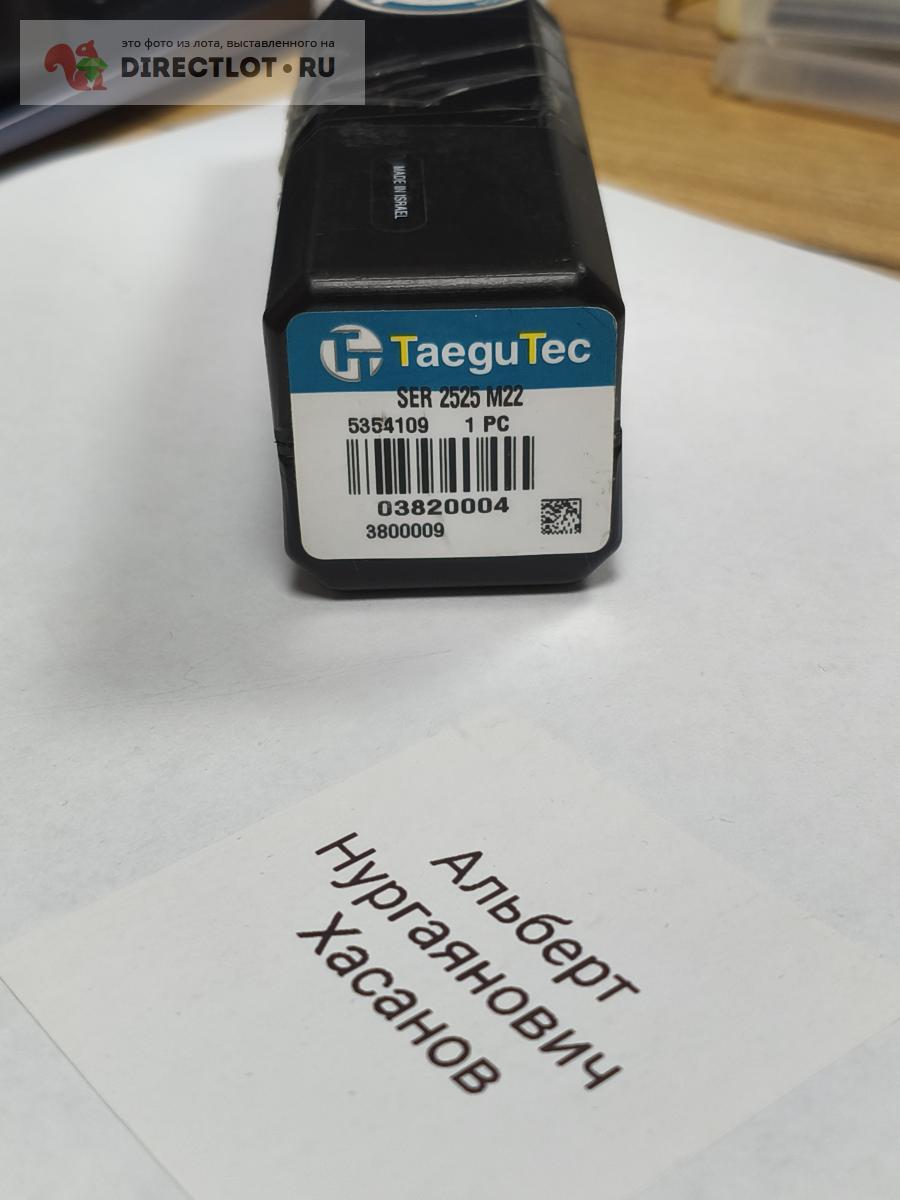 это фото из лота, выставленного на
DIRECTLOT.RU
MADE IN ISRAEL
TaeguTec
SER 2525 M22
5354109 1 PC
03820004
3800009
Альберт
Нургаянович
Хасанов